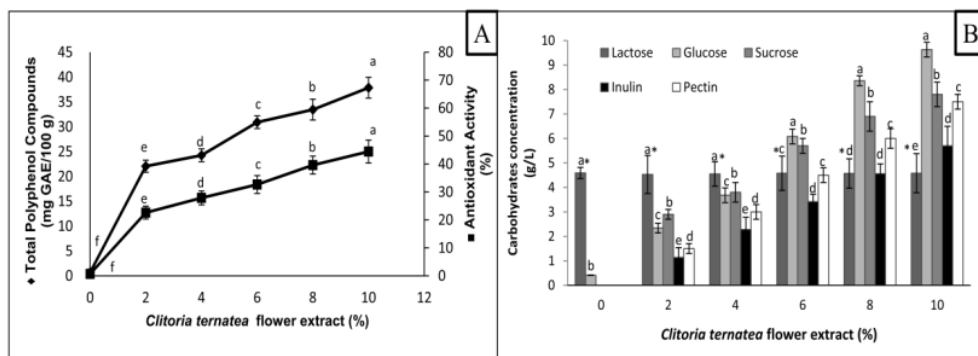 A
◆ Total Polyphenol Compounds
(mg GAE/100 g)
45
40
35
30
25
20
15
10
5
0
80
70
60
50
40
30
20
10
0
■ Antioxidant Activity
(%)
f
f
e
d
c
b
a
e
d
c
b
a
0 2 4 6 8 10 12
Clitoria ternatea flower extract (%)
B
Carbohydrates concentration
(g/L)
10
9
8
7
6
5
4
3
2
1
0
Lactose Glucose Sucrose
Inulin Pectin
a* b
a* c b e d
a* c b e d
*c a b d c
*d a b d c
*e a b d c
0 2 4 6 8 10
Clitoria ternatea flower extract (%)